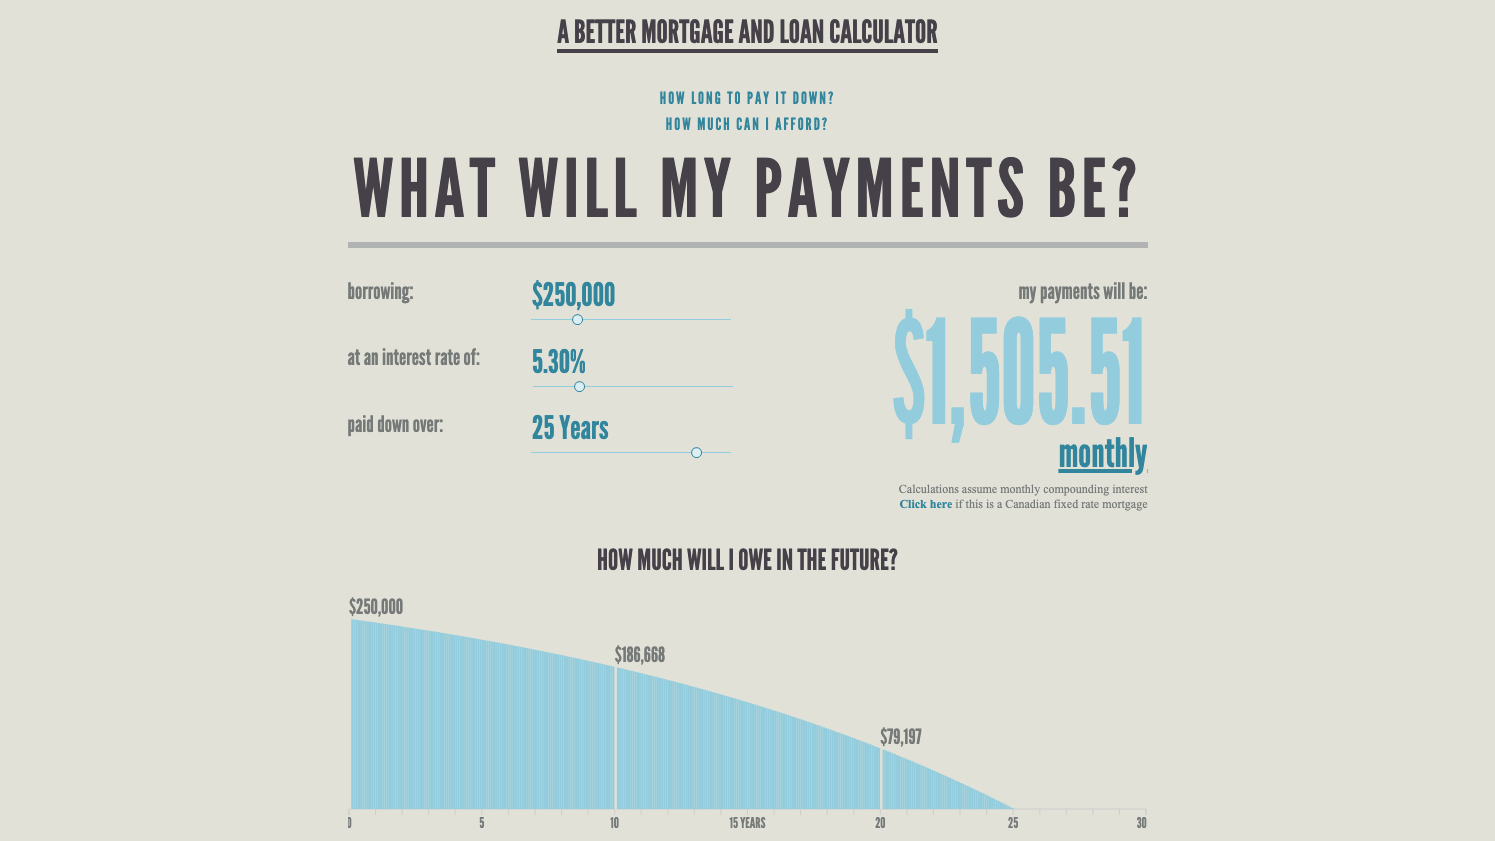 A BETTER MORTGAGE AND LOAN CALCULATOR
HOW LONG TO PAY IT DOWN?
HOW MUCH CAN I AFFORD?
WHAT WILL MY PAYMENTS BE?
borrowing:
$250,000
at an interest rate of:
5.30%
paid down over:
25 Years
my payments will be:
$1,505.51
monthly
Calculations assume monthly compounding interest
Click here if this is a Canadian fixed rate mortgage
HOW MUCH WILL I OWE IN THE FUTURE?
$250,000
$186,668
$79,197
0 5 10 15 YEARS 20 25 30